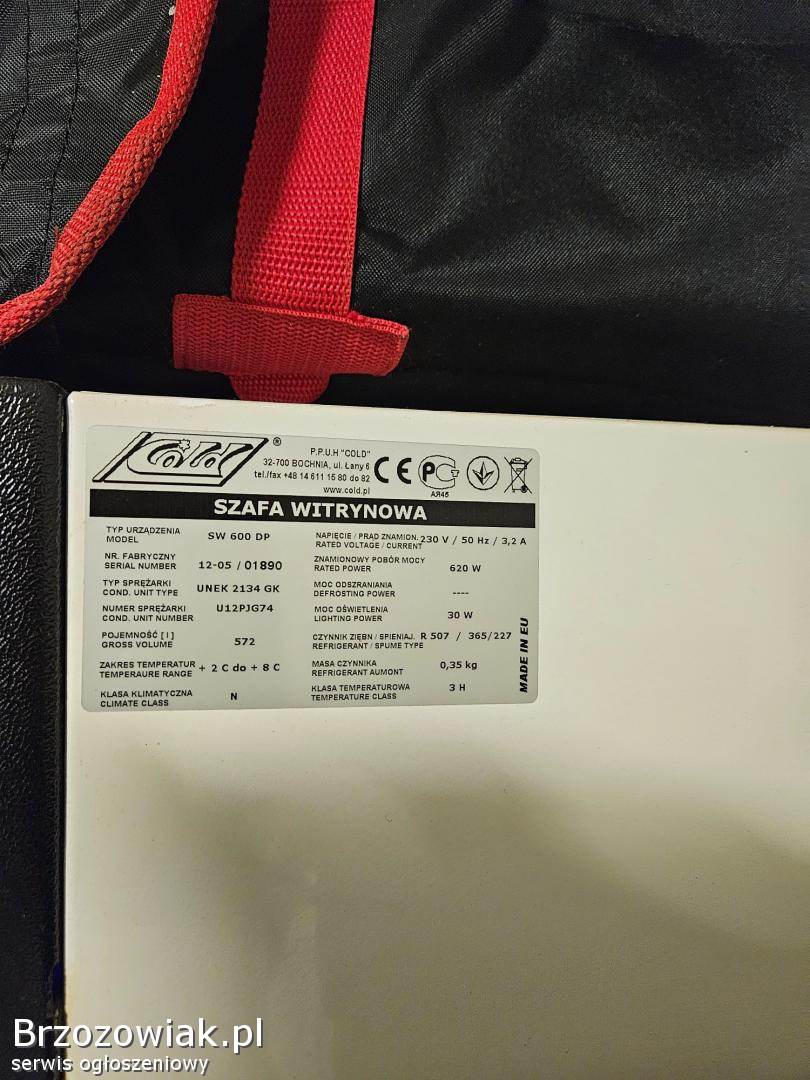 Cold ®
P.P.U.H "COLD"
32-700 BOCHNIA, ul. Łany 6
tel./fax +48 14 611 15 80 do 82
www.cold.pl
CE PC
АЯ46
SZAFA WITRYNOWA
TYP URZĄDZENIA
MODEL
SW 600 DP
NR. FABRYCZNY
SERIAL NUMBER
12-05 / 01890
TYP SPRĘŻARKI
COND. UNIT TYPE
UNEK 2134 GK
NUMER SPRĘŻARKI
COND. UNIT NUMBER
U12PJG74
POJEMNOŚĆ [ l ]
GROSS VOLUME
572
ZAKRES TEMPERATUR
TEMPERAURE RANGE
+ 2 C do + 8 C
KLASA KLIMATYCZNA
CLIMATE CLASS
N
NAPIĘCIE / PRĄD ZNAMION.
RATED VOLTAGE / CURRENT
230 V / 50 Hz / 3,2 A
ZNAMIONOWY POBÓR MOCY
RATED POWER
620 W
MOC ODSZRANIANIA
DEFROSTING POWER
----
MOC OŚWIETLENIA
LIGHTING POWER
30 W
CZYNNIK ZIĘBN / SPIENIAJ.
REFRIGERANT / SPUME TYPE
R 507 / 365/227
MASA CZYNNIKA
REFRIGERANT AUMONT
0,35 kg
KLASA TEMPERATUROWA
TEMPERATURE CLASS
3 H
MADE IN EU
Brzozowiak.pl
serwis ogłoszeniowy